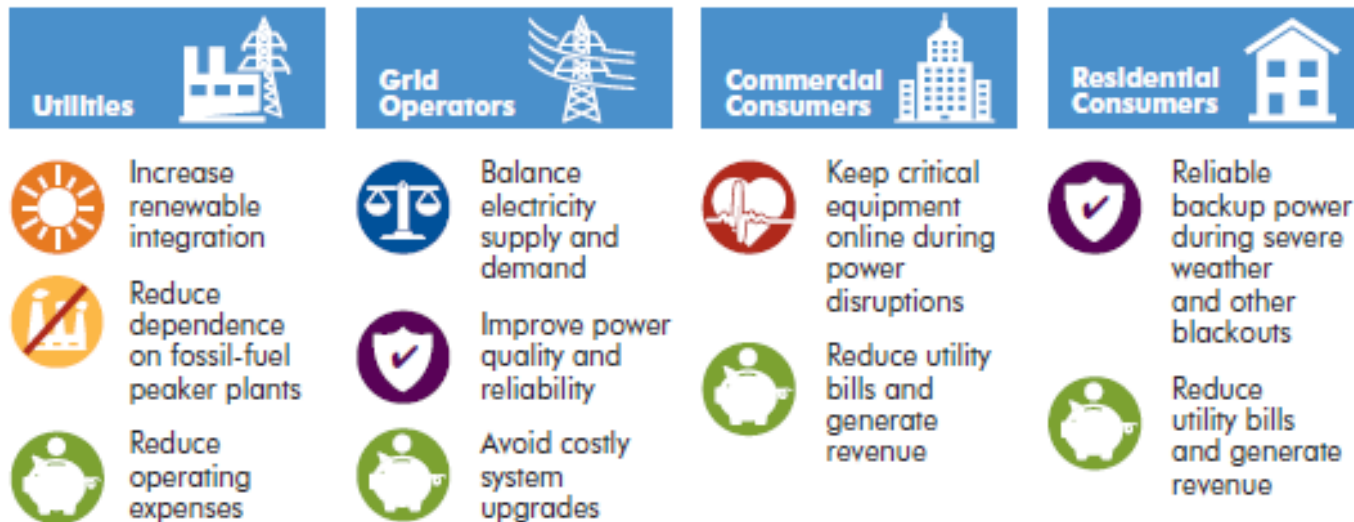 Utilities
Increase
renewable
integration
Reduce
dependence
on fossil-fuel
peaker plants
Reduce
operating
expenses
Grid
Operators
Balance
electricity
supply and
demand
Improve power
quality and
reliability
Avoid costly
system
upgrades
Commercial
Consumers
Keep critical
equipment
online during
power
disruptions
Reduce utility
bills and
generate
revenue
Residential
Consumers
Reliable
backup power
during severe
weather
and other
blackouts
Reduce
utility bills
and generate
revenue